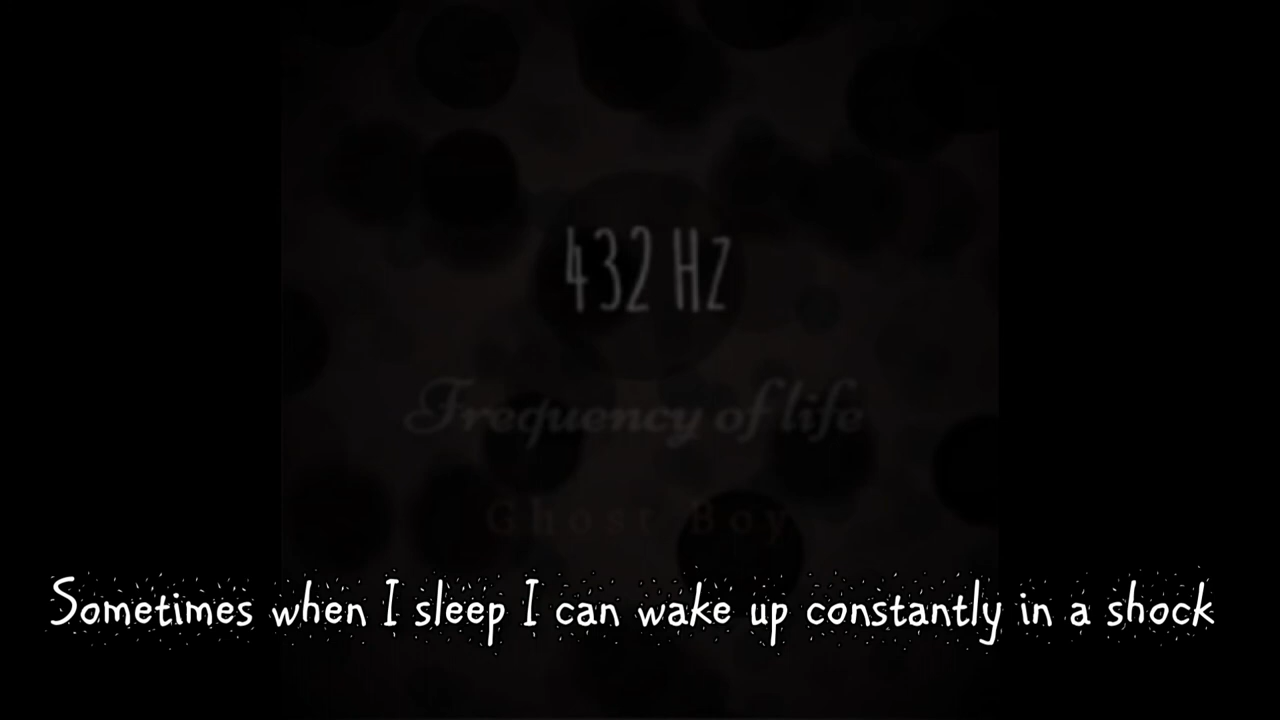 432 Hz
Frequency of life
Ghost Boy
Sometimes when I sleep I can wake up constantly in a shock